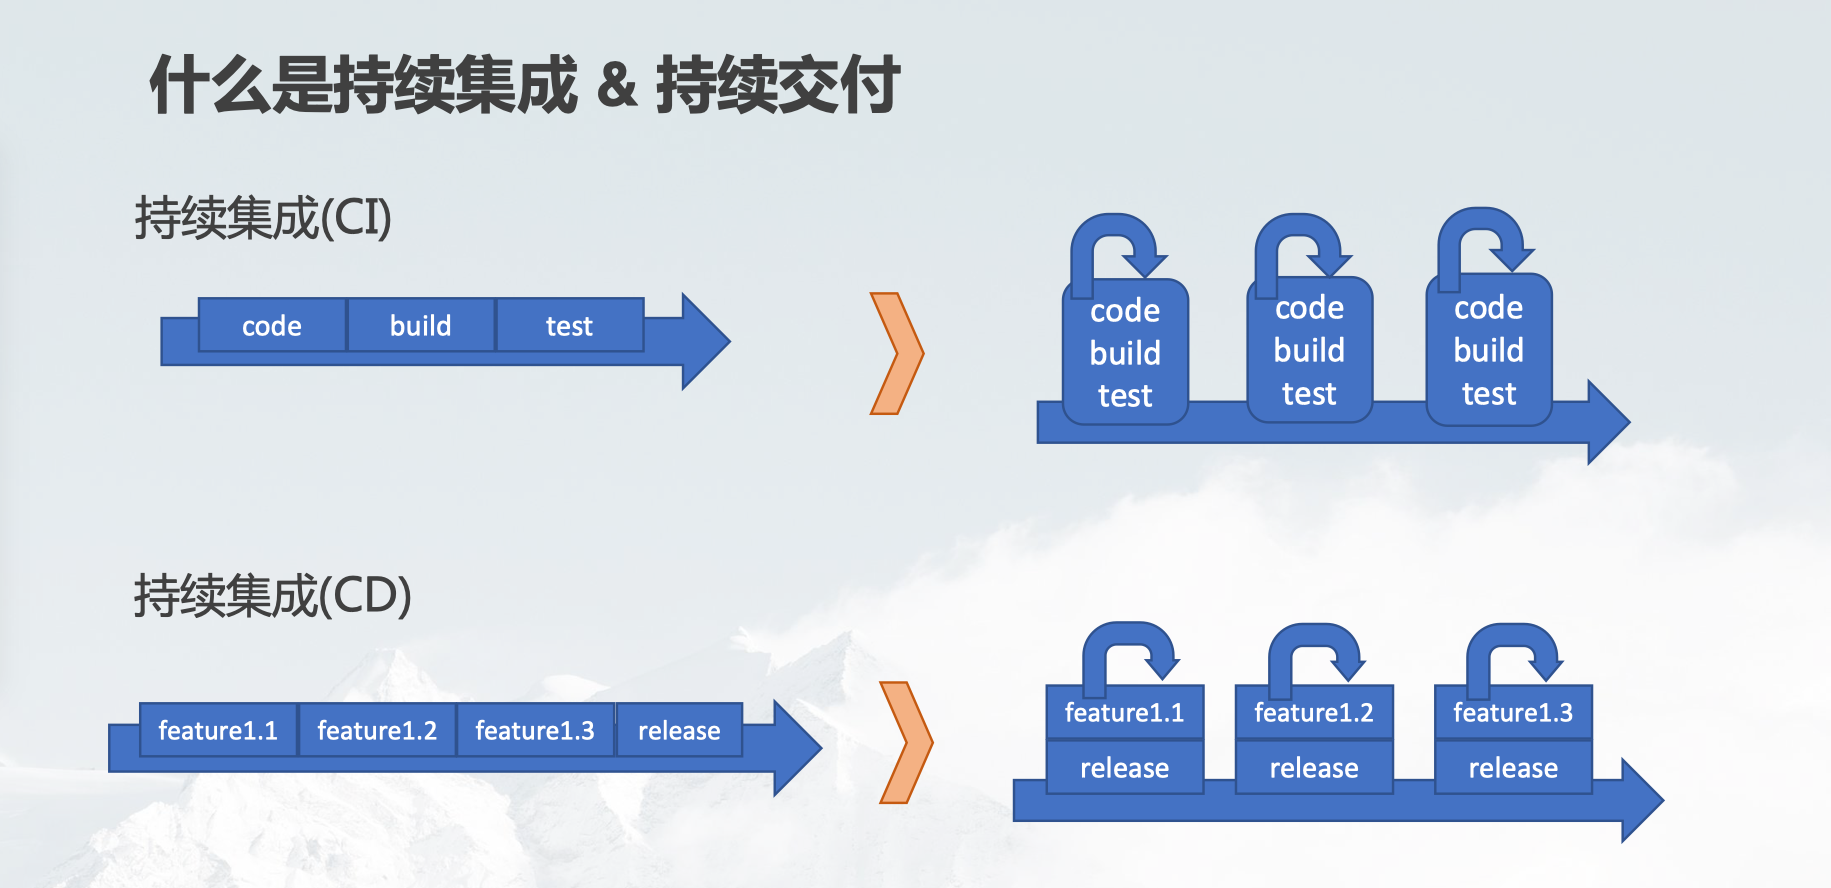 什么是持续集成 & 持续交付
持续集成(CI)
code build test
code
build
test
code
build
test
code
build
test
持续集成(CD)
feature1.1 feature1.2 feature1.3 release
feature1.1
release
feature1.2
release
feature1.3
release